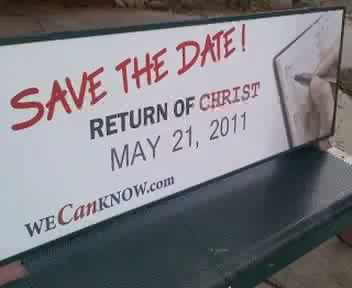 SAVE THE DATE!
RETURN OF CHRIST
MAY 21, 2011
WECanKNOW.com